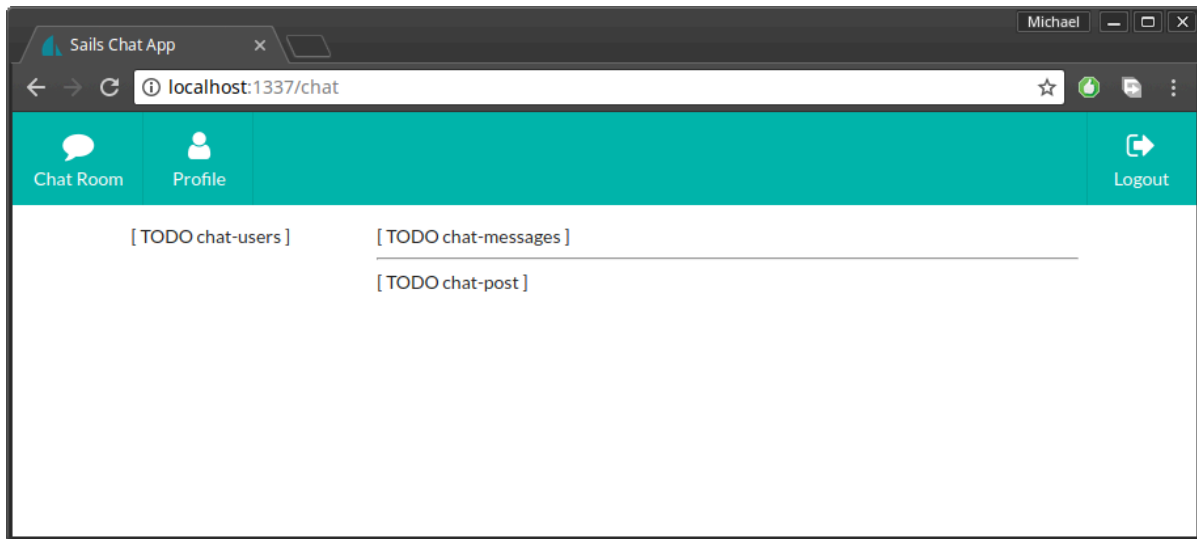 Michael
Sails Chat App
localhost:1337/chat
Chat Room
Profile
Logout
[ TODO chat-users ]
[ TODO chat-messages ]
[ TODO chat-post ]